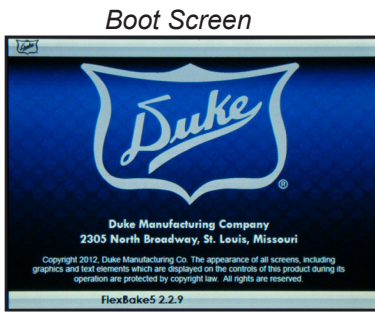 Boot Screen
Duke
Duke
®
Duke Manufacturing Company
2305 North Broadway, St. Louis, Missouri
Copyright 2012, Duke Manufacturing Co. The appearance of all screens, including
graphics and text elements which are displayed on the controls of this product during its
operation are protected by copyright law. All rights are reserved.
FlexBake5 2.2.9